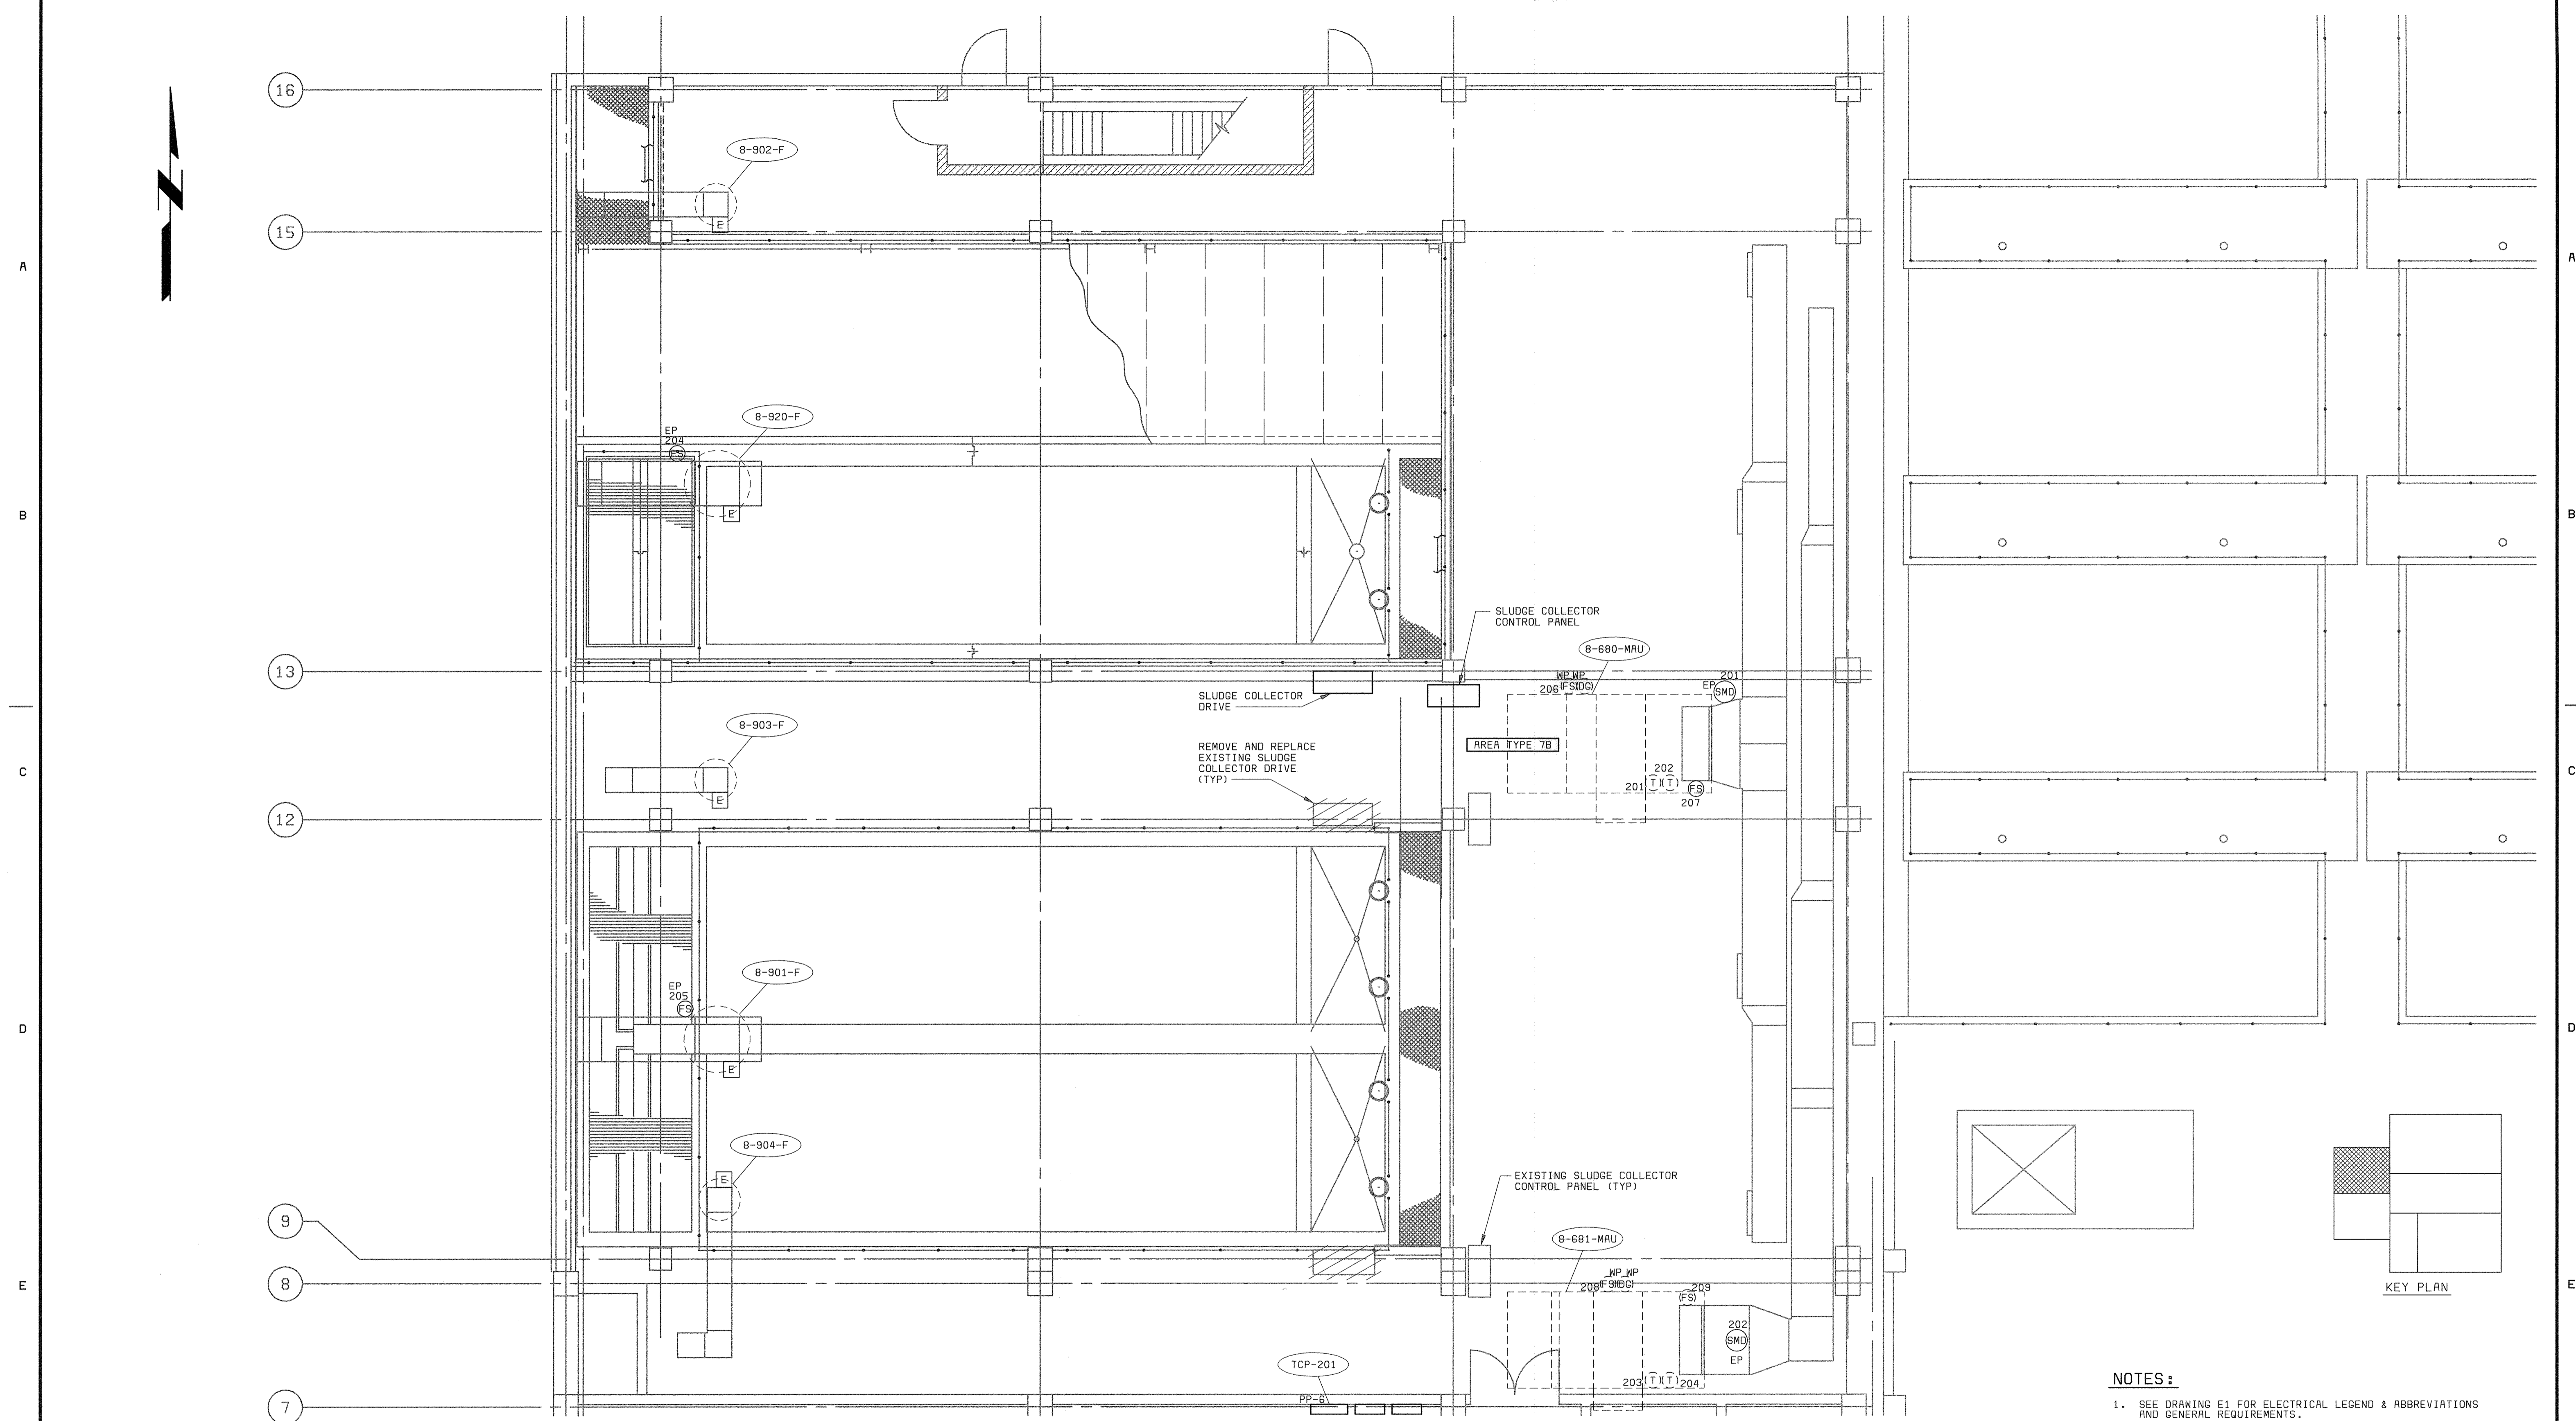 16
8-902-F
E
15
A
A
8-920-F
EP
204
FS
E
B
B
SLUDGE COLLECTOR
CONTROL PANEL
13
8-680-MAU
WP WP
206 (FS)(DG)
201
EP SMD
SLUDGE COLLECTOR
DRIVE
8-903-F
REMOVE AND REPLACE
EXISTING SLUDGE
COLLECTOR DRIVE
(TYP)
AREA TYPE 7B
C
C
E
202
201 (T)(T)
FS
207
12
8-901-F
EP
205
FS
D
D
E
8-904-F
E
EXISTING SLUDGE COLLECTOR
CONTROL PANEL (TYP)
9
8-681-MAU
8
E
E
WP WP
208 (FS)(DG)
209
(FS)
KEY PLAN
202
SMD
EP
TCP-201
203 (T)(T) 204
PP-6
7
N
NOTES:
1. SEE DRAWING E1 FOR ELECTRICAL LEGEND & ABBREVIATIONS
AND GENERAL REQUIREMENTS.